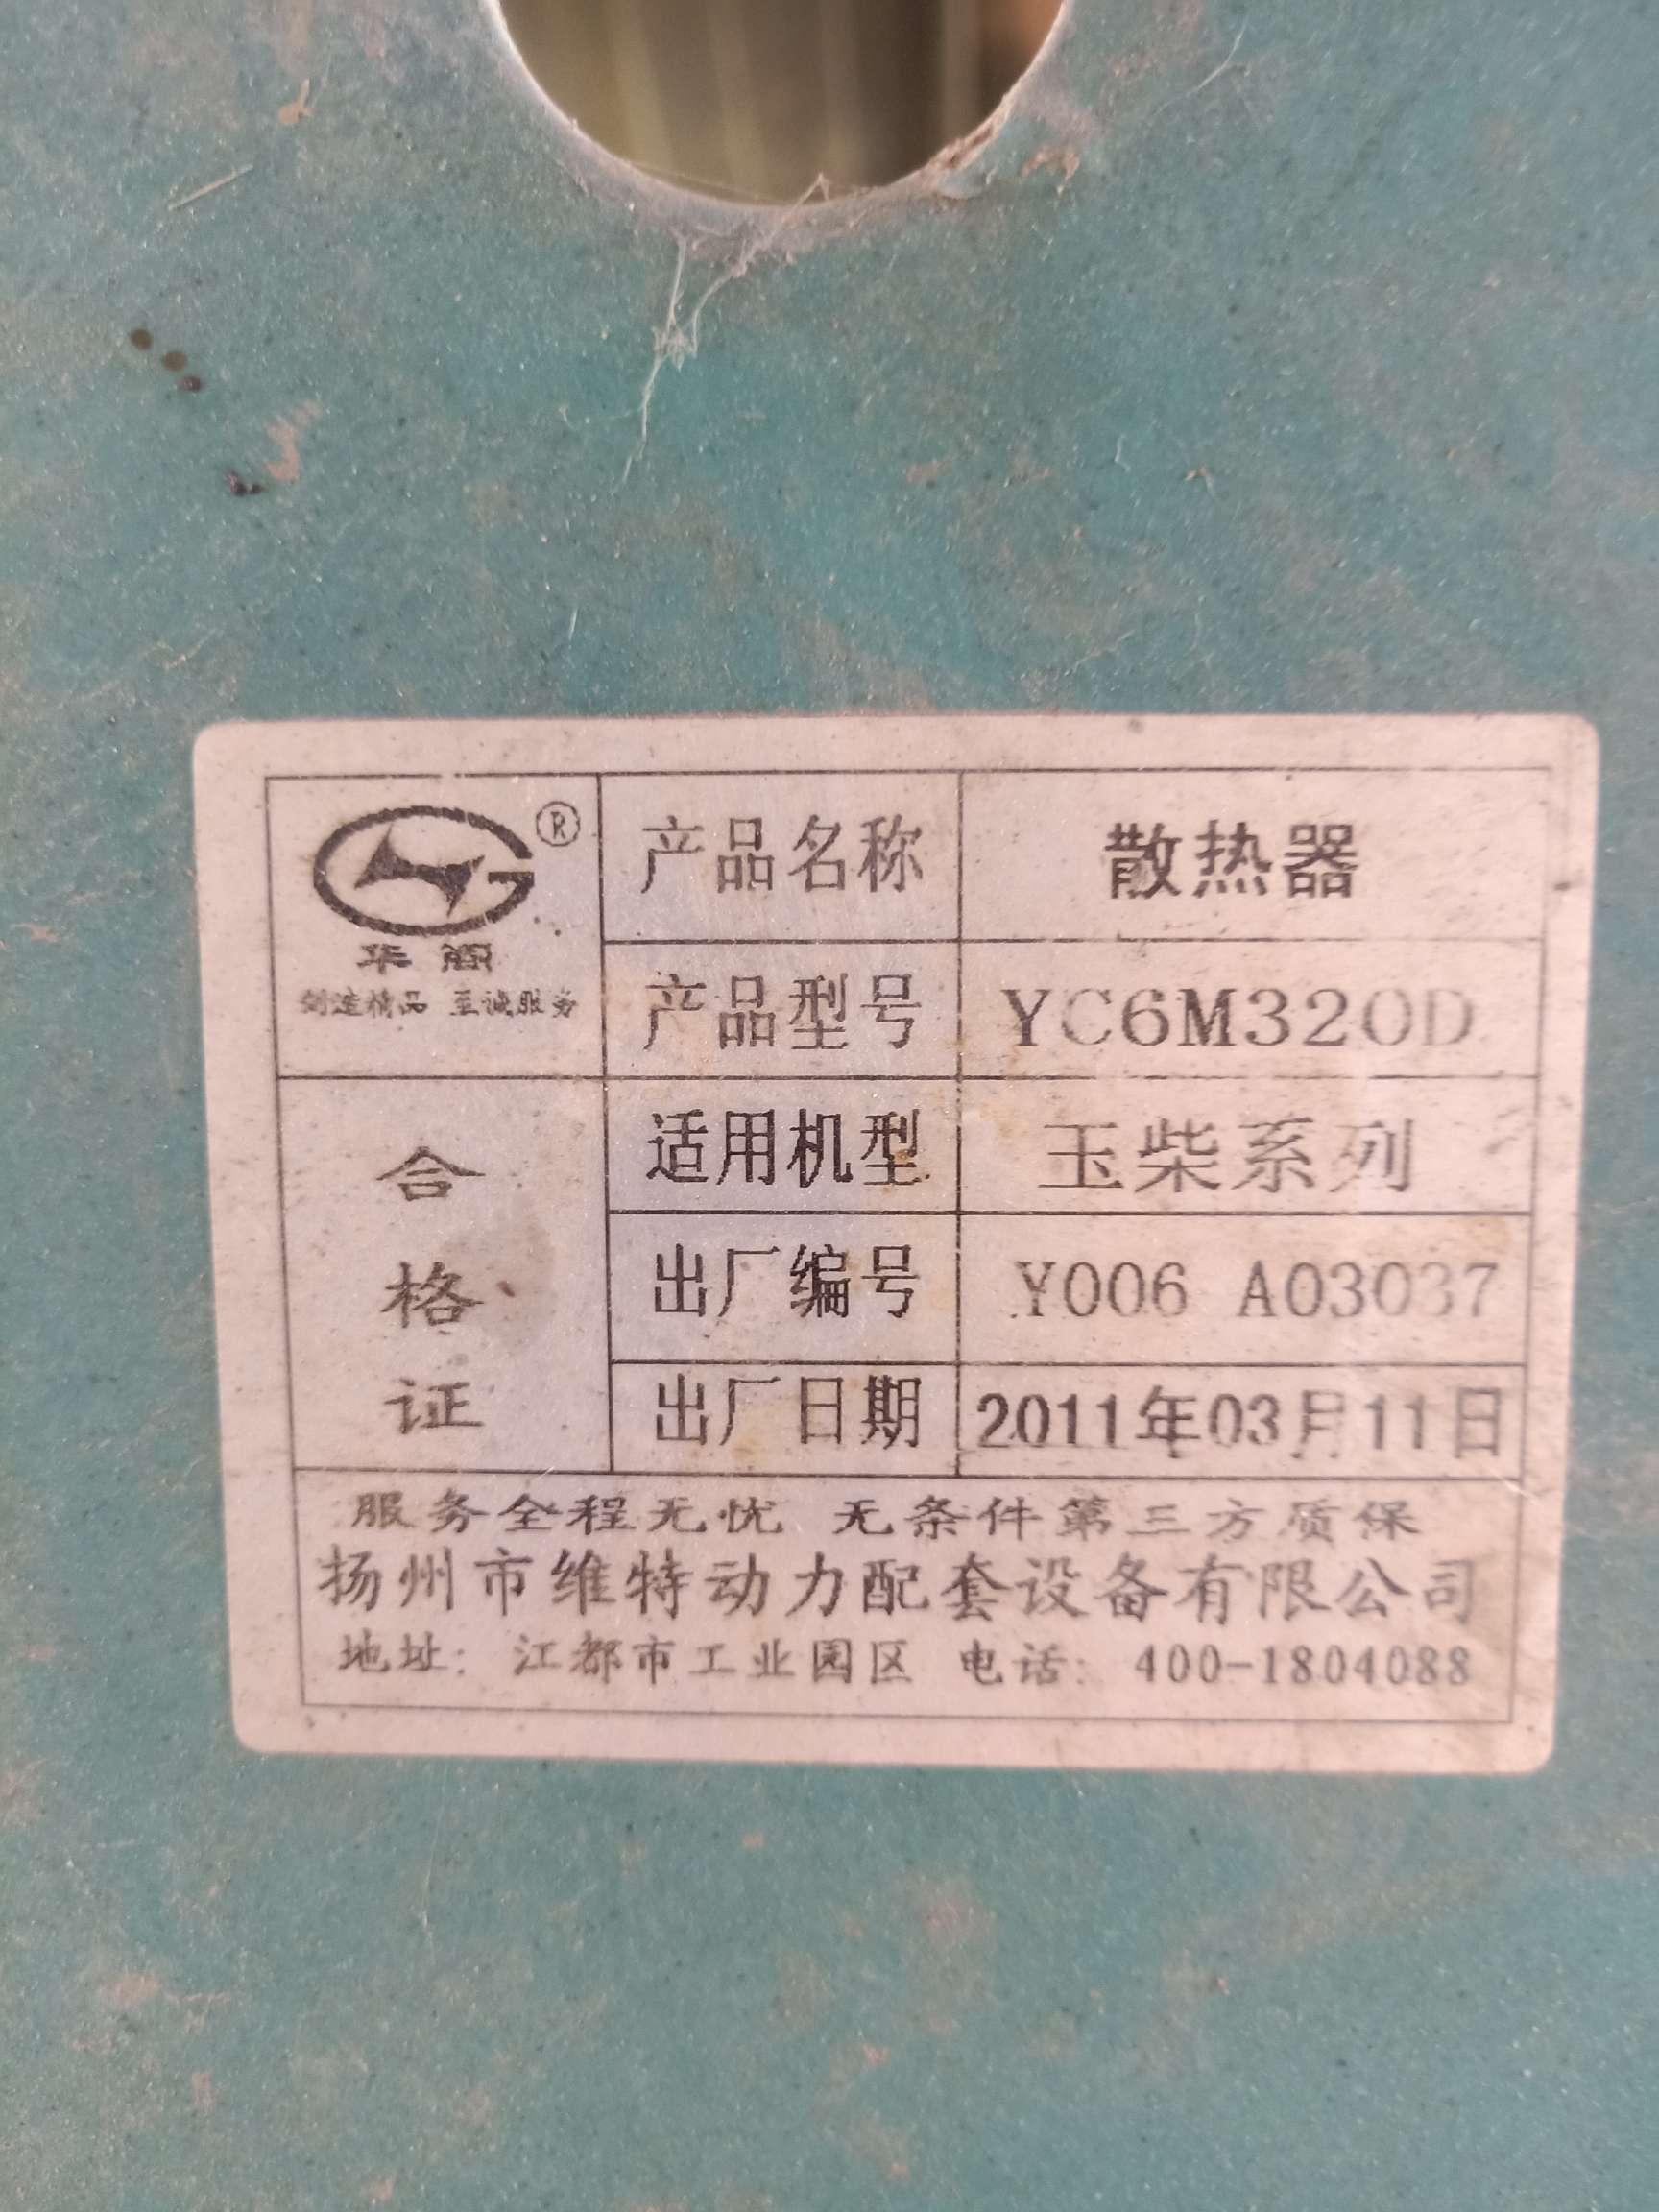 ®
创造精品 至诚服务
合格证
产品名称 散热器
产品型号 YC6M320D
适用机型 玉柴系列
出厂编号 Y006 A03037
出厂日期 2011年03月11日
服务全程无忧 无条件第三方质保
扬州市维特动力配套设备有限公司
地址：江都市工业园区 电话：400-1804088